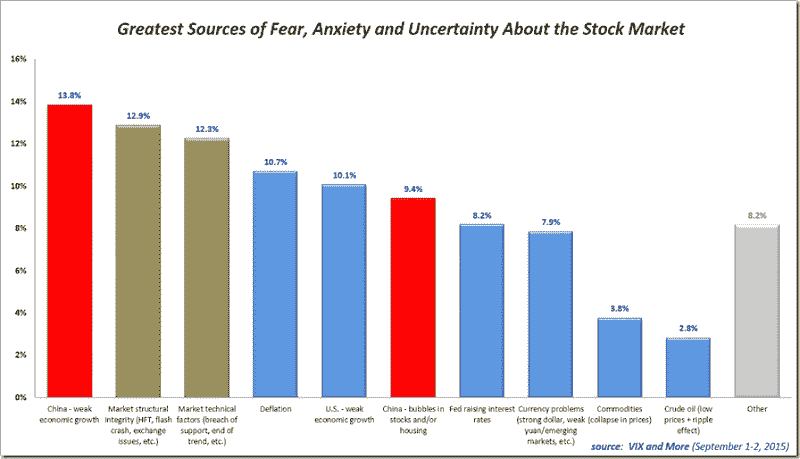 Greatest Sources of Fear, Anxiety and Uncertainty About the Stock Market
16%
14%
12%
10%
8%
6%
4%
2%
0%
13.8%
12.9%
12.3%
10.7%
10.1%
9.4%
8.2%
7.9%
3.8%
2.8%
8.2%
China - weak
economic growth
Market structural
integrity (HFT, flash
crash, exchange
issues, etc.)
Market technical
factors (breach of
support, end of
trend, etc.)
Deflation
U.S. - weak
economic growth
China - bubbles in
stocks and/or
housing
Fed raising interest
rates
Currency problems
(strong dollar, weak
yuan/emerging
markets, etc.)
Commodities
(collapse in prices)
Crude oil (low
prices + ripple
effect)
Other
source: VIX and More (September 1-2, 2015)